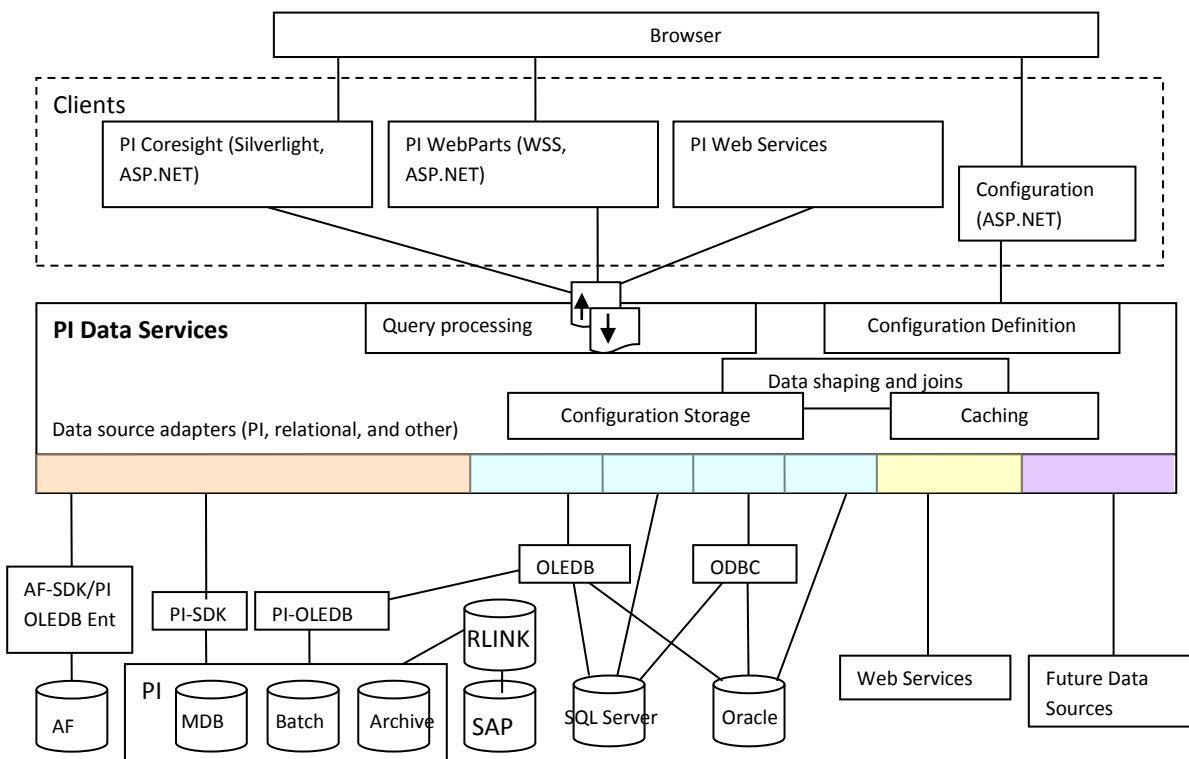 Browser
Clients
PI Coresight (Silverlight,
ASP.NET)
PI WebParts (WSS,
ASP.NET)
PI Web Services
Configuration
(ASP.NET)
PI Data Services
Query processing
Configuration Definition
Data shaping and joins
Configuration Storage
Caching
Data source adapters (PI, relational, and other)
AF-SDK/PI
OLEDB Ent
PI-SDK
PI-OLEDB
OLEDB
ODBC
RLINK
Web Services
Future Data
Sources
PI
AF
MDB
Batch
Archive
SAP
SQL Server
Oracle